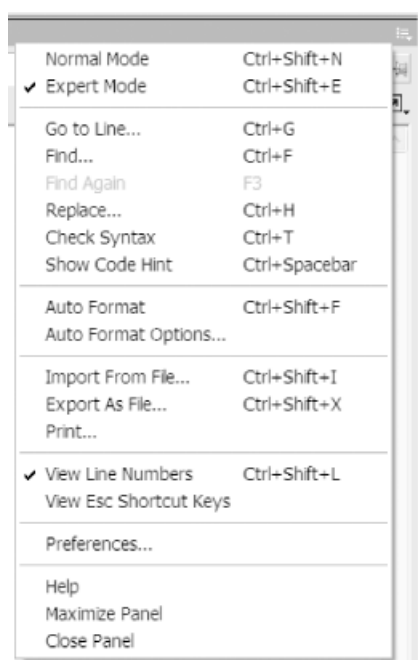 Normal Mode Ctrl+Shift+N
Expert Mode Ctrl+Shift+E
Go to Line... Ctrl+G
Find... Ctrl+F
Find Again F3
Replace... Ctrl+H
Check Syntax Ctrl+T
Show Code Hint Ctrl+Spacebar
Auto Format Ctrl+Shift+F
Auto Format Options...
Import From File... Ctrl+Shift+I
Export As File... Ctrl+Shift+X
Print...
View Line Numbers Ctrl+Shift+L
View Esc Shortcut Keys
Preferences...
Help
Maximize Panel
Close Panel